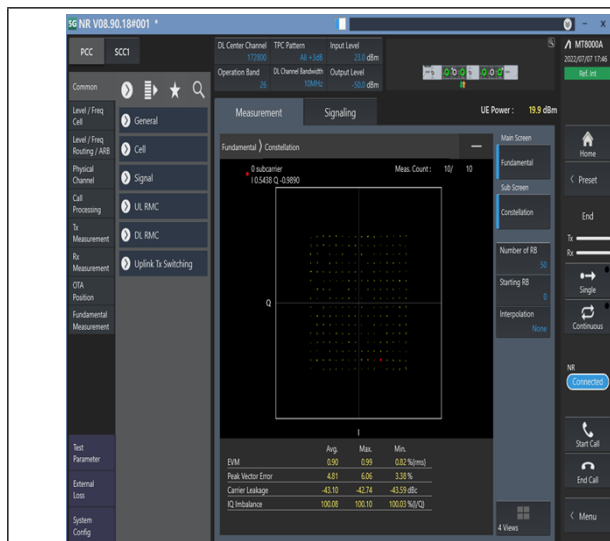 5G NR V08.90.18#001 *
PCC
SCC1
DL Center Channel
172800
TPC Pattern
All +3dB
Input Level
23.0 dBm
Operation Band
26
DL Channel Bandwidth
10MHz
Output Level
-50.0 dBm
MT8000A
2022/07/07 17:46
Ref. Int
Common
Level / Freq
Cell
Level / Freq
Routing / ARB
Physical
Channel
Call
Processing
Tx
Measurement
Rx
Measurement
OTA
Position
Fundamental
Measurement
Test
Parameter
External
Loss
System
Config
General
Cell
Signal
UL RMC
DL RMC
Uplink Tx Switching
Measurement
Signaling
UE Power : 19.9 dBm
Fundamental 〉 Constellation
0 subcarrier
I 0.5438 Q -0.9890
Meas. Count : 10/ 10
Q
I
Avg. Max. Min.
EVM 0.90 0.99 0.82 %(rms)
Peak Vector Error 4.81 6.06 3.38 %
Carrier Leakage -43.10 -42.74 -43.59 dBc
IQ Imbalance 100.08 100.10 100.03 %(I/Q)
Main Screen
Fundamental
Sub Screen
Constellation
Number of RB
50
Starting RB
0
Interpolation
None
4 Views
Home
Preset
End
Tx
Rx
Single
Continuous
NR
Connected
Start Call
End Call
Menu